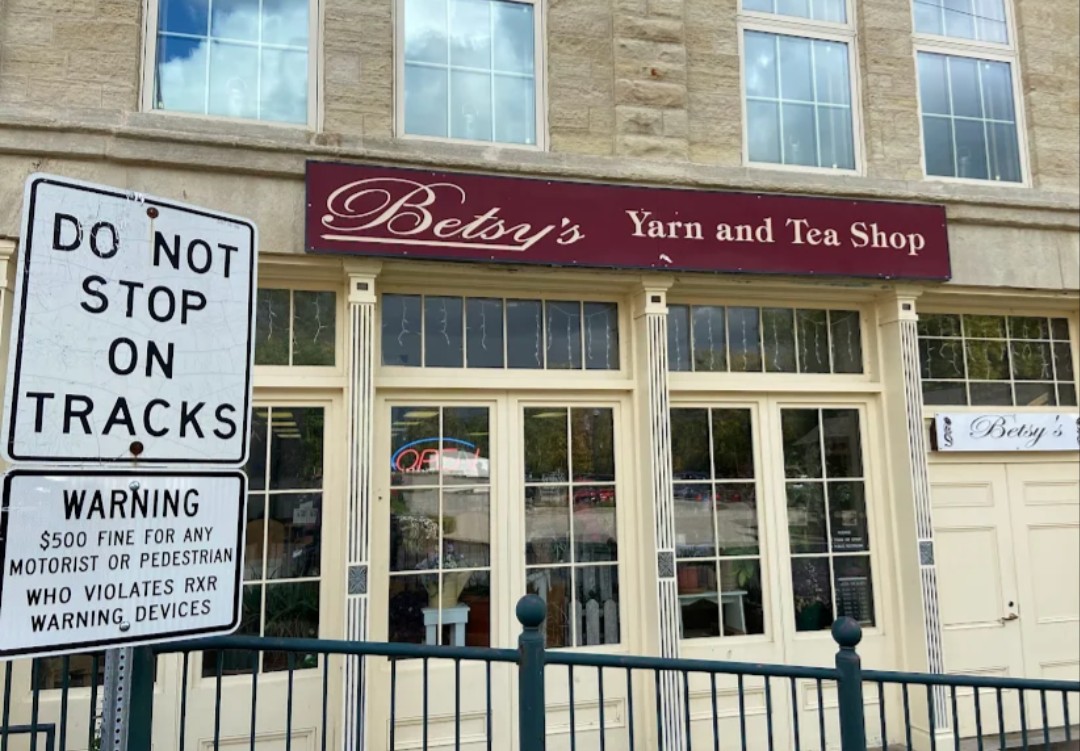 DO NOT
STOP
ON
TRACKS
WARNING
$500 FINE FOR ANY
MOTORIST OR PEDESTRIAN
WHO VIOLATES RXR
WARNING DEVICES
Betsy's Yarn and Tea Shop
OPEN
Betsy's